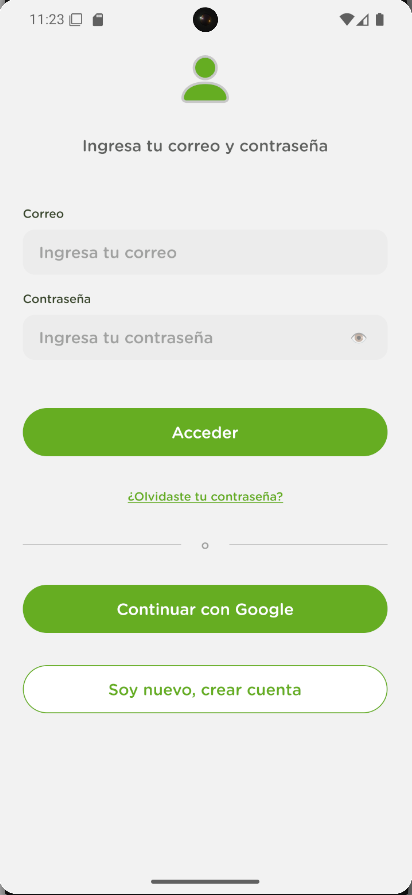 11:23
Ingresa tu correo y contraseña
Correo
Ingresa tu correo
Contraseña
Ingresa tu contraseña
Acceder
¿Olvidaste tu contraseña?
o
Continuar con Google
Soy nuevo, crear cuenta